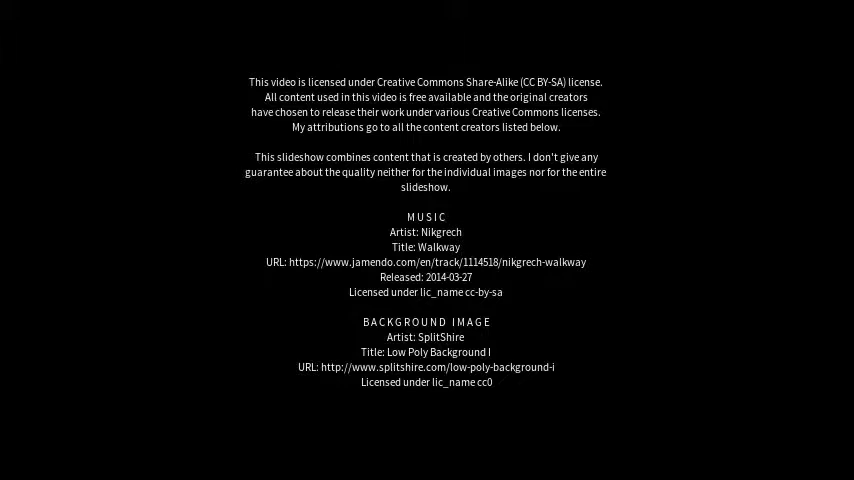 This video is licensed under Creative Commons Share-Alike (CC BY-SA) license.
All content used in this video is free available and the original creators
have chosen to release their work under various Creative Commons licenses.
My attributions go to all the content creators listed below.
This slideshow combines content that is created by others. I don't give any
guarantee about the quality neither for the individual images nor for the entire
slideshow.
M U S I C
Artist: Nikgrech
Title: Walkway
URL: https://www.jamendo.com/en/track/1114518/nikgrech-walkway
Released: 2014-03-27
Licensed under lic_name cc-by-sa
B A C K G R O U N D   I M A G E
Artist: SplitShire
Title: Low Poly Background I
URL: http://www.splitshire.com/low-poly-background-i
Licensed under lic_name cc0